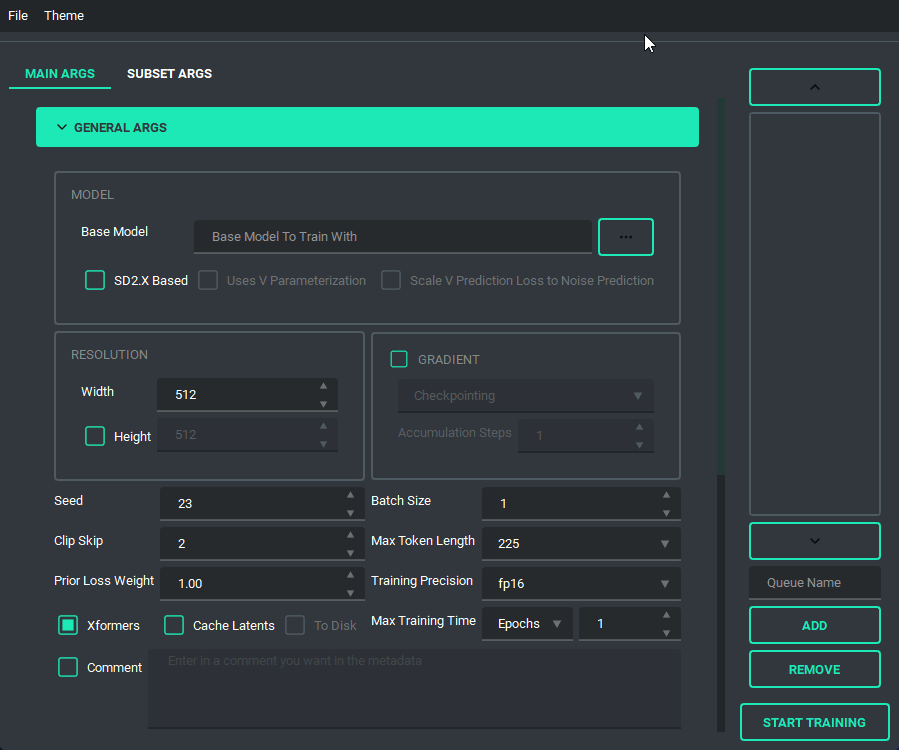 File Theme
MAIN ARGS SUBSET ARGS
GENERAL ARGS
MODEL
Base Model Base Model To Train With ...
SD2.X Based Uses V Parameterization Scale V Prediction Loss to Noise Prediction
RESOLUTION
Width 512
Height 512
GRADIENT
Checkpointing
Accumulation Steps 1
Seed 23 Batch Size 1
Clip Skip 2 Max Token Length 225
Prior Loss Weight 1.00 Training Precision fp16
Xformers Cache Latents To Disk Max Training Time Epochs 1
Comment Enter in a comment you want in the metadata
Queue Name
ADD
REMOVE
START TRAINING